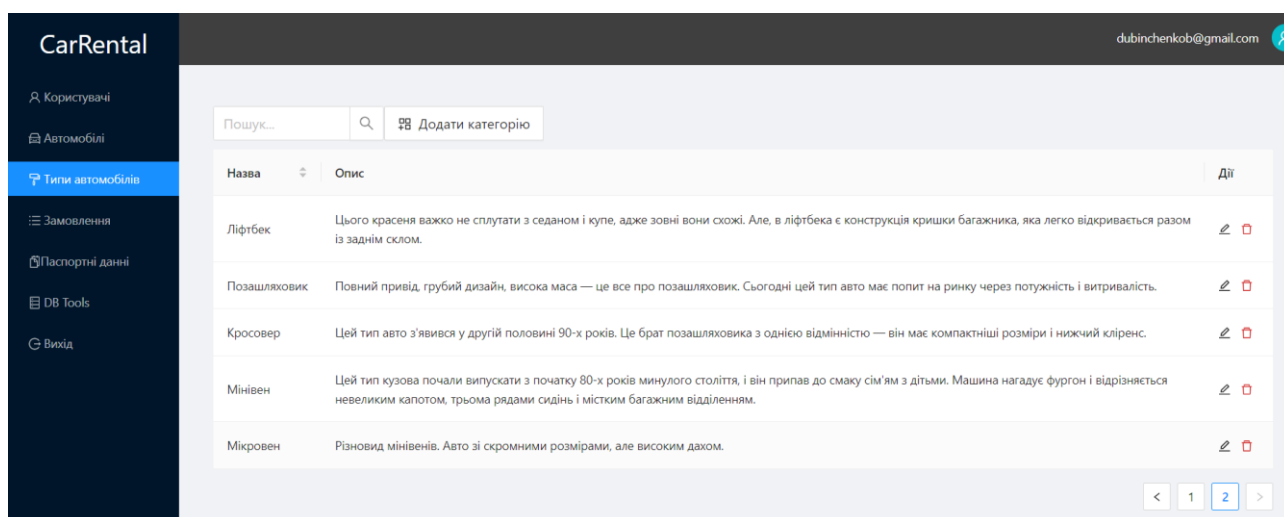 CarRental
dubinchenkob@gmail.com
Користувачі
Автомобілі
Типи автомобілів
Замовлення
Паспортні данні
DB Tools
Вихід
Пошук...
Додати категорію
Назва Опис Дії
Ліфтбек Цього красеня важко не сплутати з седаном і купе, адже зовні вони схожі. Але, в ліфтбека є конструкція кришки багажника, яка легко відкривається разом
із заднім склом.
Позашляховик Повний привід, грубий дизайн, висока маса — це все про позашляховик. Сьогодні цей тип авто має попит на ринку через потужність і витривалість.
Кросовер Цей тип авто з'явився у другій половині 90-х років. Це брат позашляховика з однією відмінністю — він має компактніші розміри і нижчий кліренс.
Мінівен Цей тип кузова почали випускати з початку 80-х років минулого століття, і він припав до смаку сім'ям з дітьми. Машина нагадує фургон і відрізняється
невеликим капотом, трьома рядами сидінь і містким багажним відділенням.
Мікровен Різновид мінівенів. Авто зі скромними розмірами, але високим дахом.
< 1 2 >